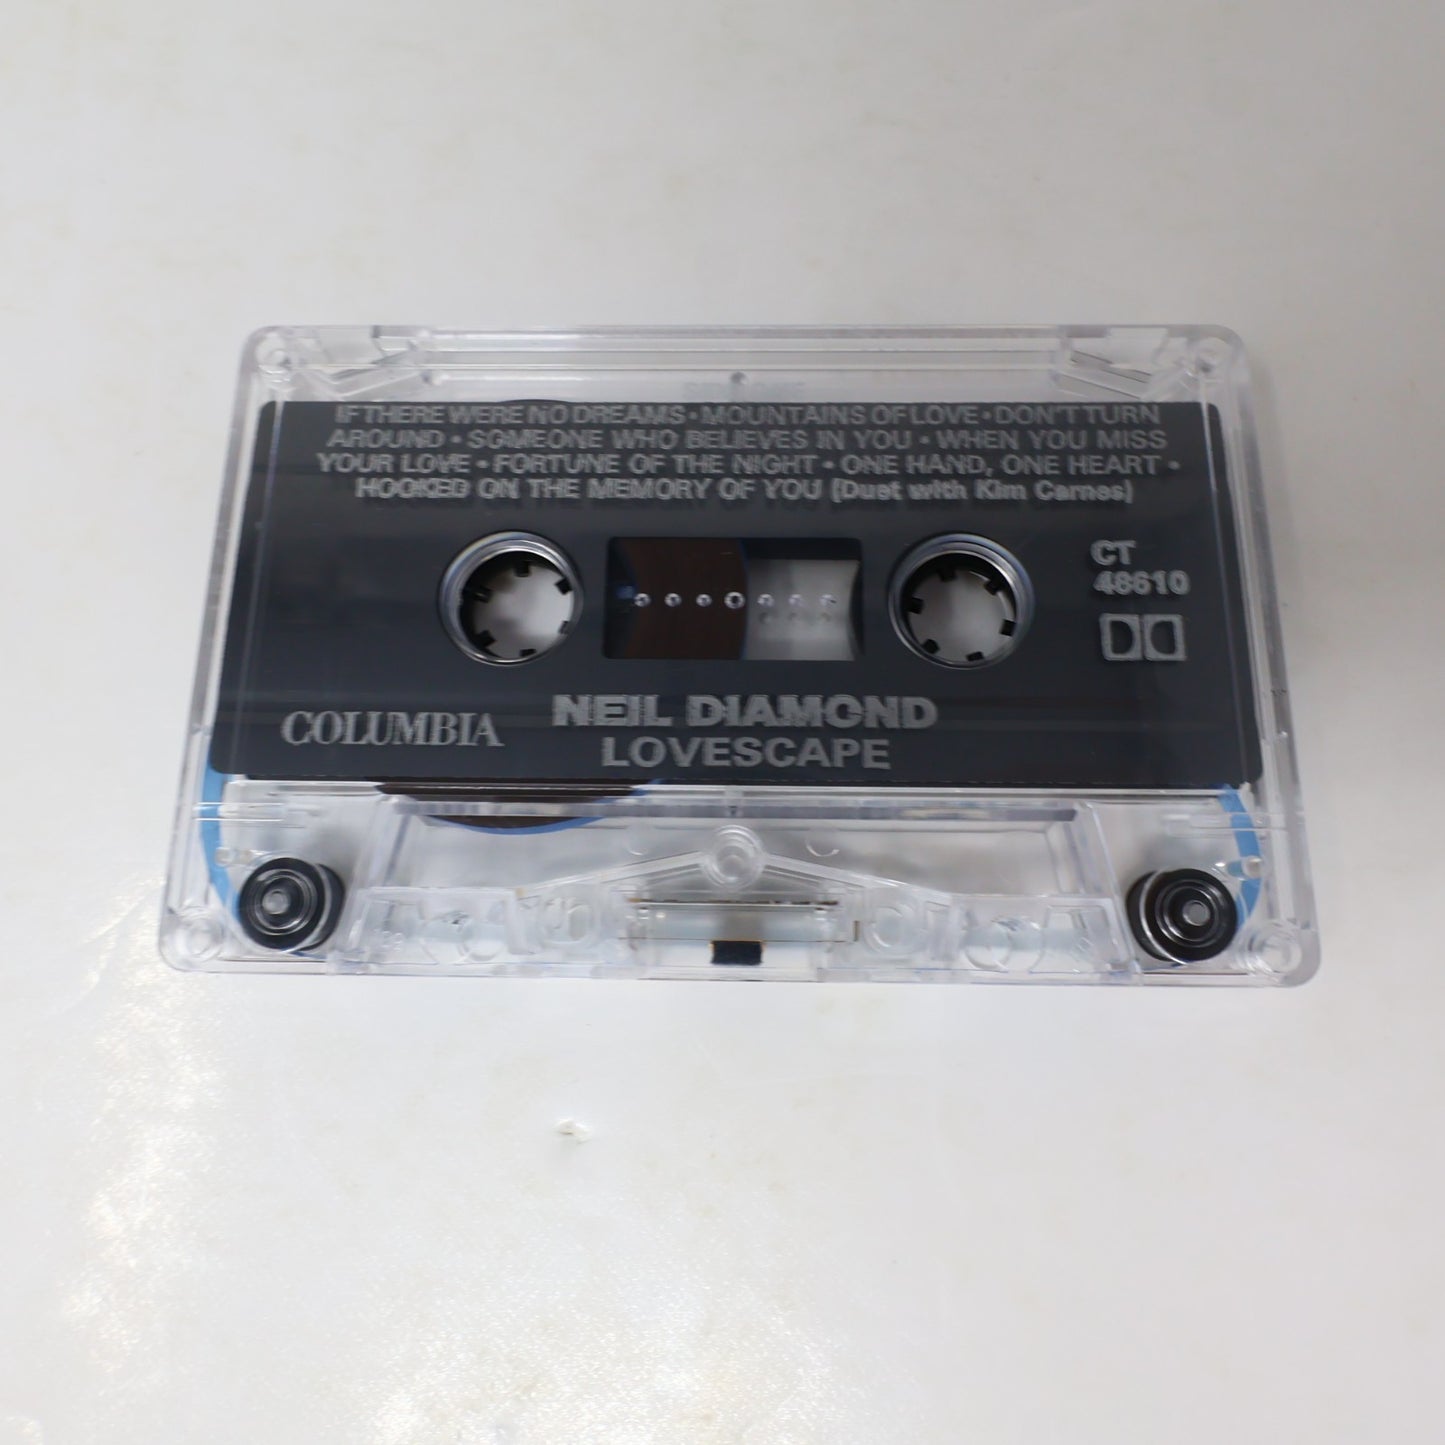 IF THERE WERE NO DREAMS • MOUNTAINS OF LOVE • DON'T TURN
AROUND • SOMEONE WHO BELIEVES IN YOU • WHEN YOU MISS
YOUR LOVE • FORTUNE OF THE NIGHT • ONE HAND, ONE HEART •
HOOKED ON THE MEMORY OF YOU (Duet with Kim Carnes)
CT
48610
COLUMBIA
NEIL DIAMOND
LOVESCAPE